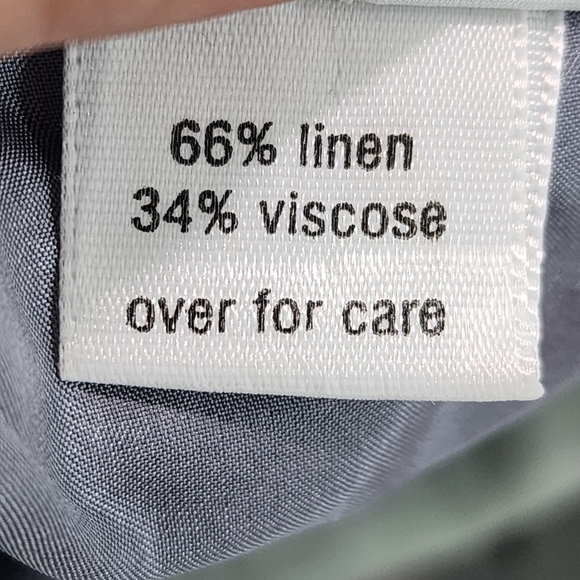 66% linen
34% viscose
over for care